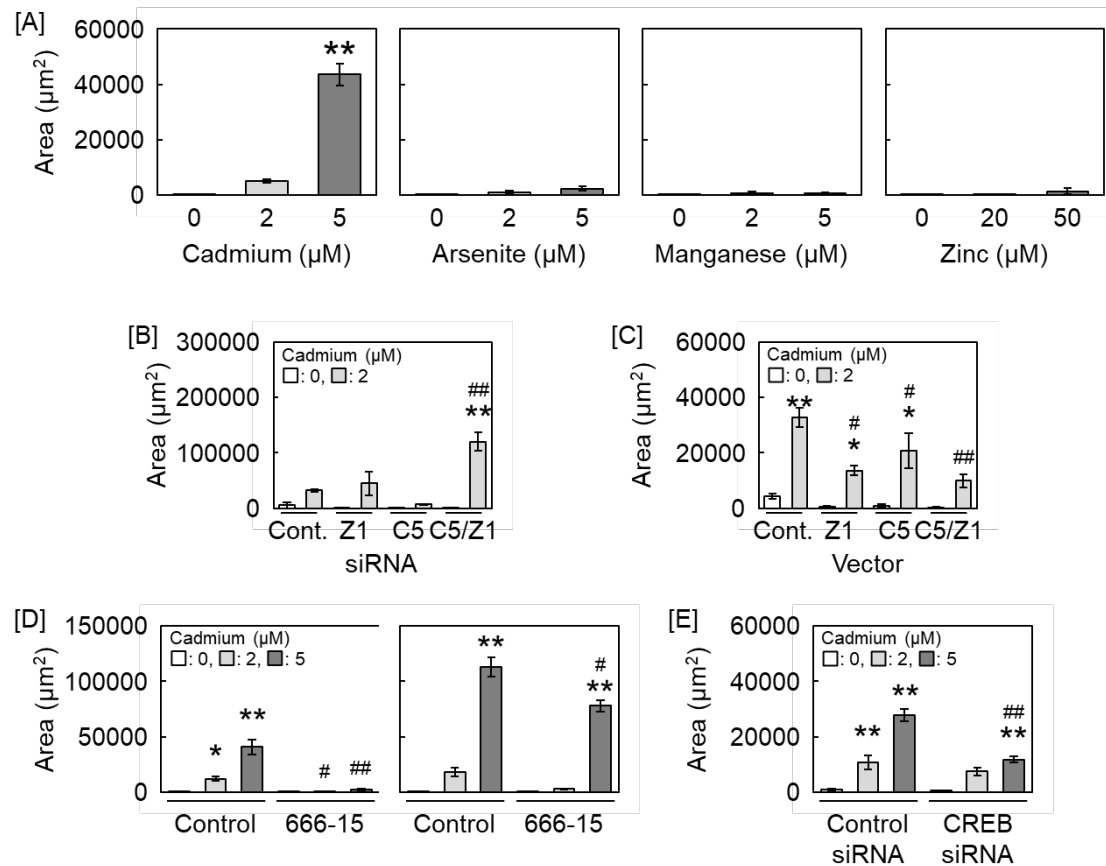 [A]
Area (µm²)
60000
40000
20000
0
**
0 2 5
Cadmium (µM)
0 2 5
Arsenite (µM)
0 2 5
Manganese (µM)
0 20 50
Zinc (µM)
[B]
Area (µm²)
300000
200000
100000
0
Cadmium (µM)
: 0, : 2
##
**
Cont. Z1 C5 C5/Z1
siRNA
[C]
Area (µm²)
60000
40000
20000
0
Cadmium (µM)
: 0, : 2
**
#
*
#
*
##
Cont. Z1 C5 C5/Z1
Vector
[D]
Area (µm²)
150000
100000
50000
0
Cadmium (µM)
: 0, : 2, : 5
*
**
#
##
Control 666-15
**
#
**
Control 666-15
[E]
Area (µm²)
60000
40000
20000
0
Cadmium (µM)
: 0, : 2, : 5
**
**
##
**
Control CREB
siRNA siRNA